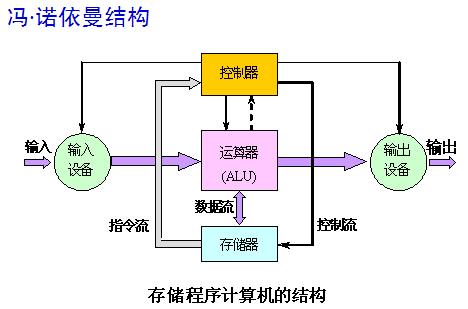 冯·诺依曼结构
控制器
输入
输入
设备
运算器
(ALU)
输出
设备
输出
指令流
数据流
控制流
存储器
存储程序计算机的结构